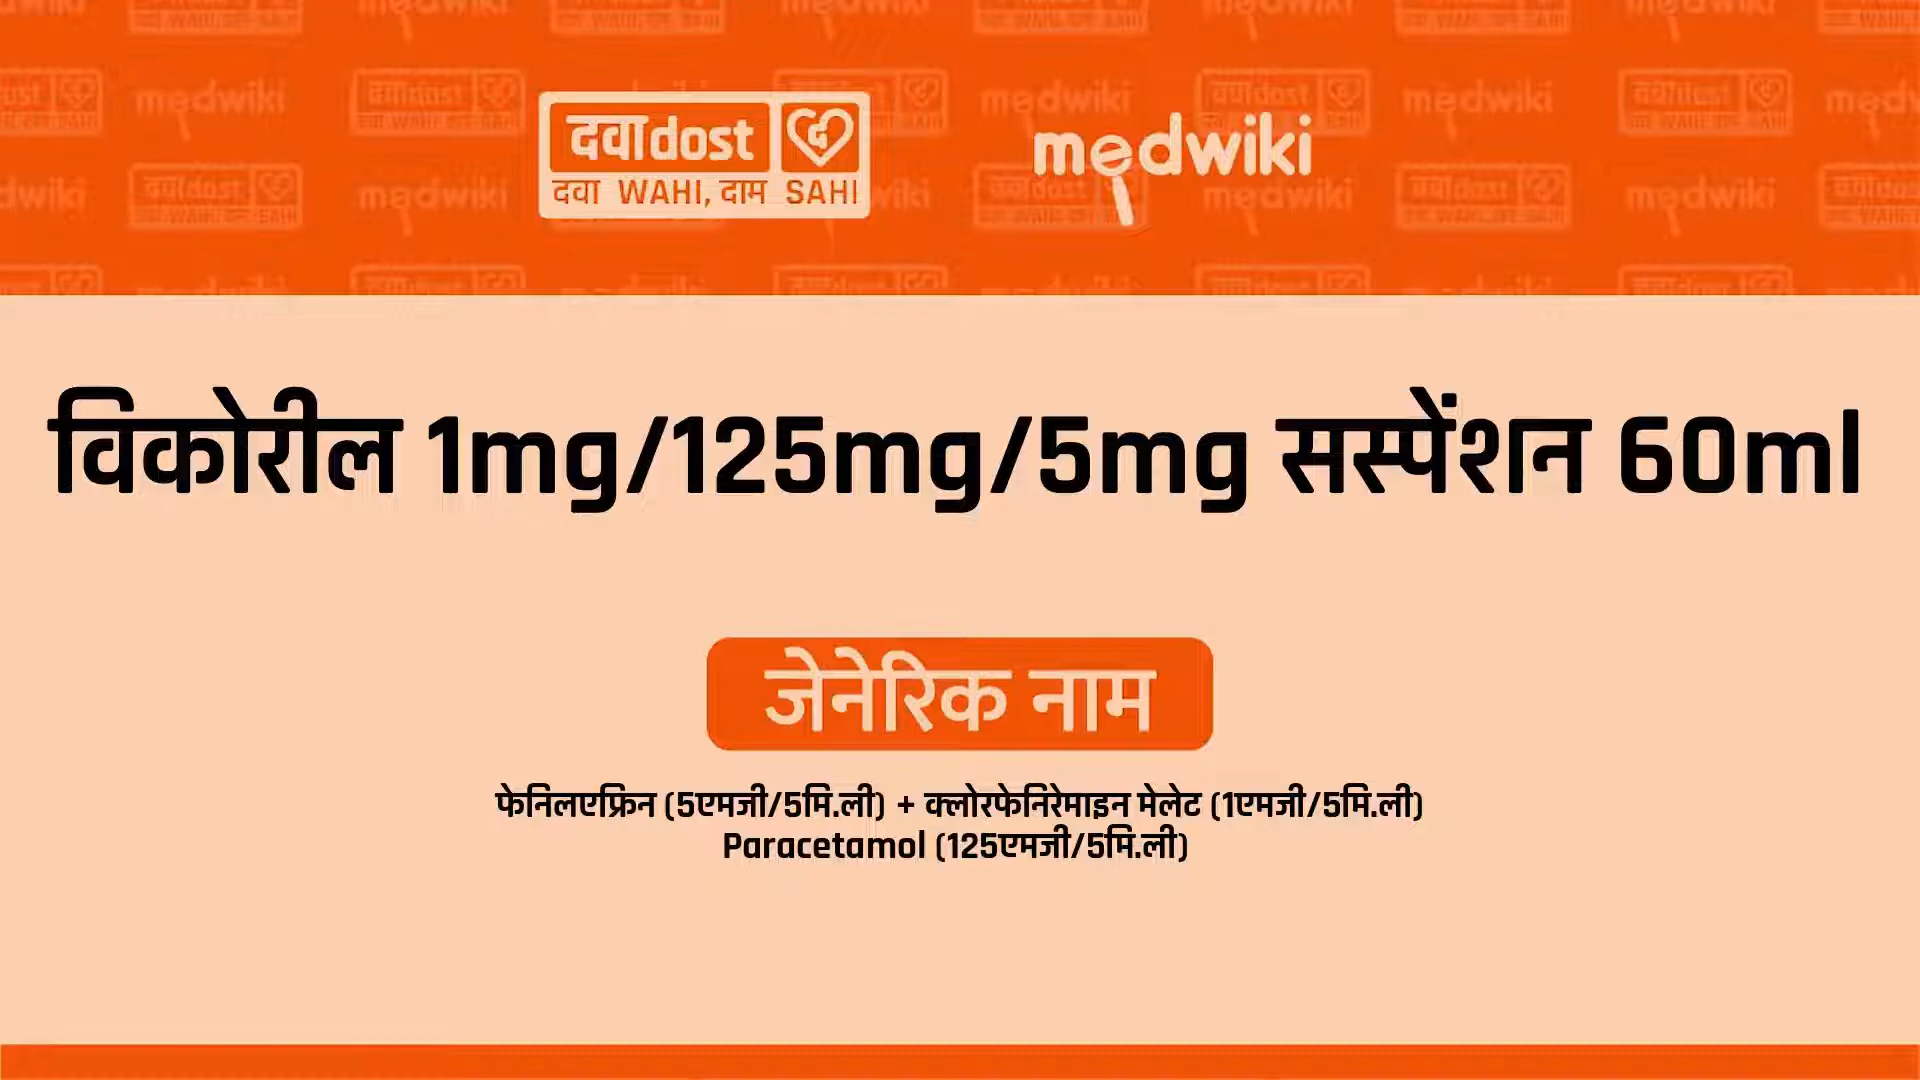 दवाdost
दवा WAHI, दाम SAHI
medwiki
विकोरील 1mg/125mg/5mg सस्पेंशन 60ml
जेनेरिक नाम
फेनिलएफ्रिन (5एमजी/5मि.ली) + क्लोरफेनिरेमाइन मेलेट (1एमजी/5मि.ली)
Paracetamol (125एमजी/5मि.ली)